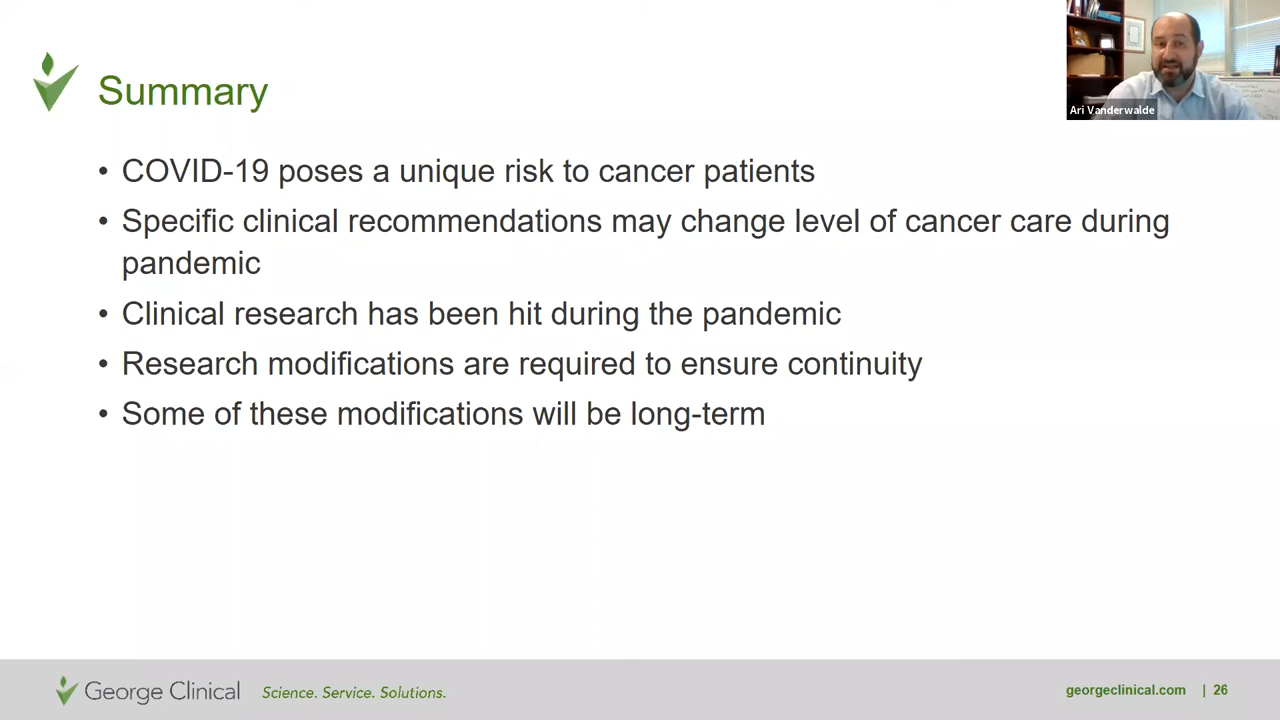 Summary
Ari Vanderwalde
• COVID-19 poses a unique risk to cancer patients
• Specific clinical recommendations may change level of cancer care during
pandemic
• Clinical research has been hit during the pandemic
• Research modifications are required to ensure continuity
• Some of these modifications will be long-term
George Clinical
Science. Service. Solutions.
georgeclinical.com | 26